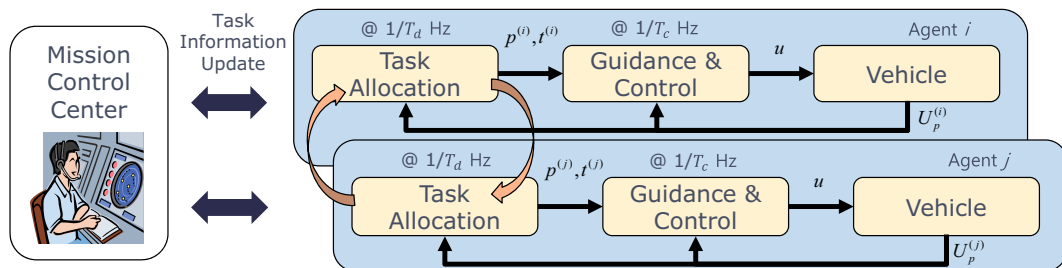 Mission
Control
Center
Task
Information
Update
@ 1/T_d Hz
p^{(i)}, t^{(i)}
@ 1/T_c Hz
u
Agent i
Task
Allocation
Guidance &
Control
Vehicle
U_p^{(i)}
@ 1/T_d Hz
p^{(j)}, t^{(j)}
@ 1/T_c Hz
u
Agent j
Task
Allocation
Guidance &
Control
Vehicle
U_p^{(j)}